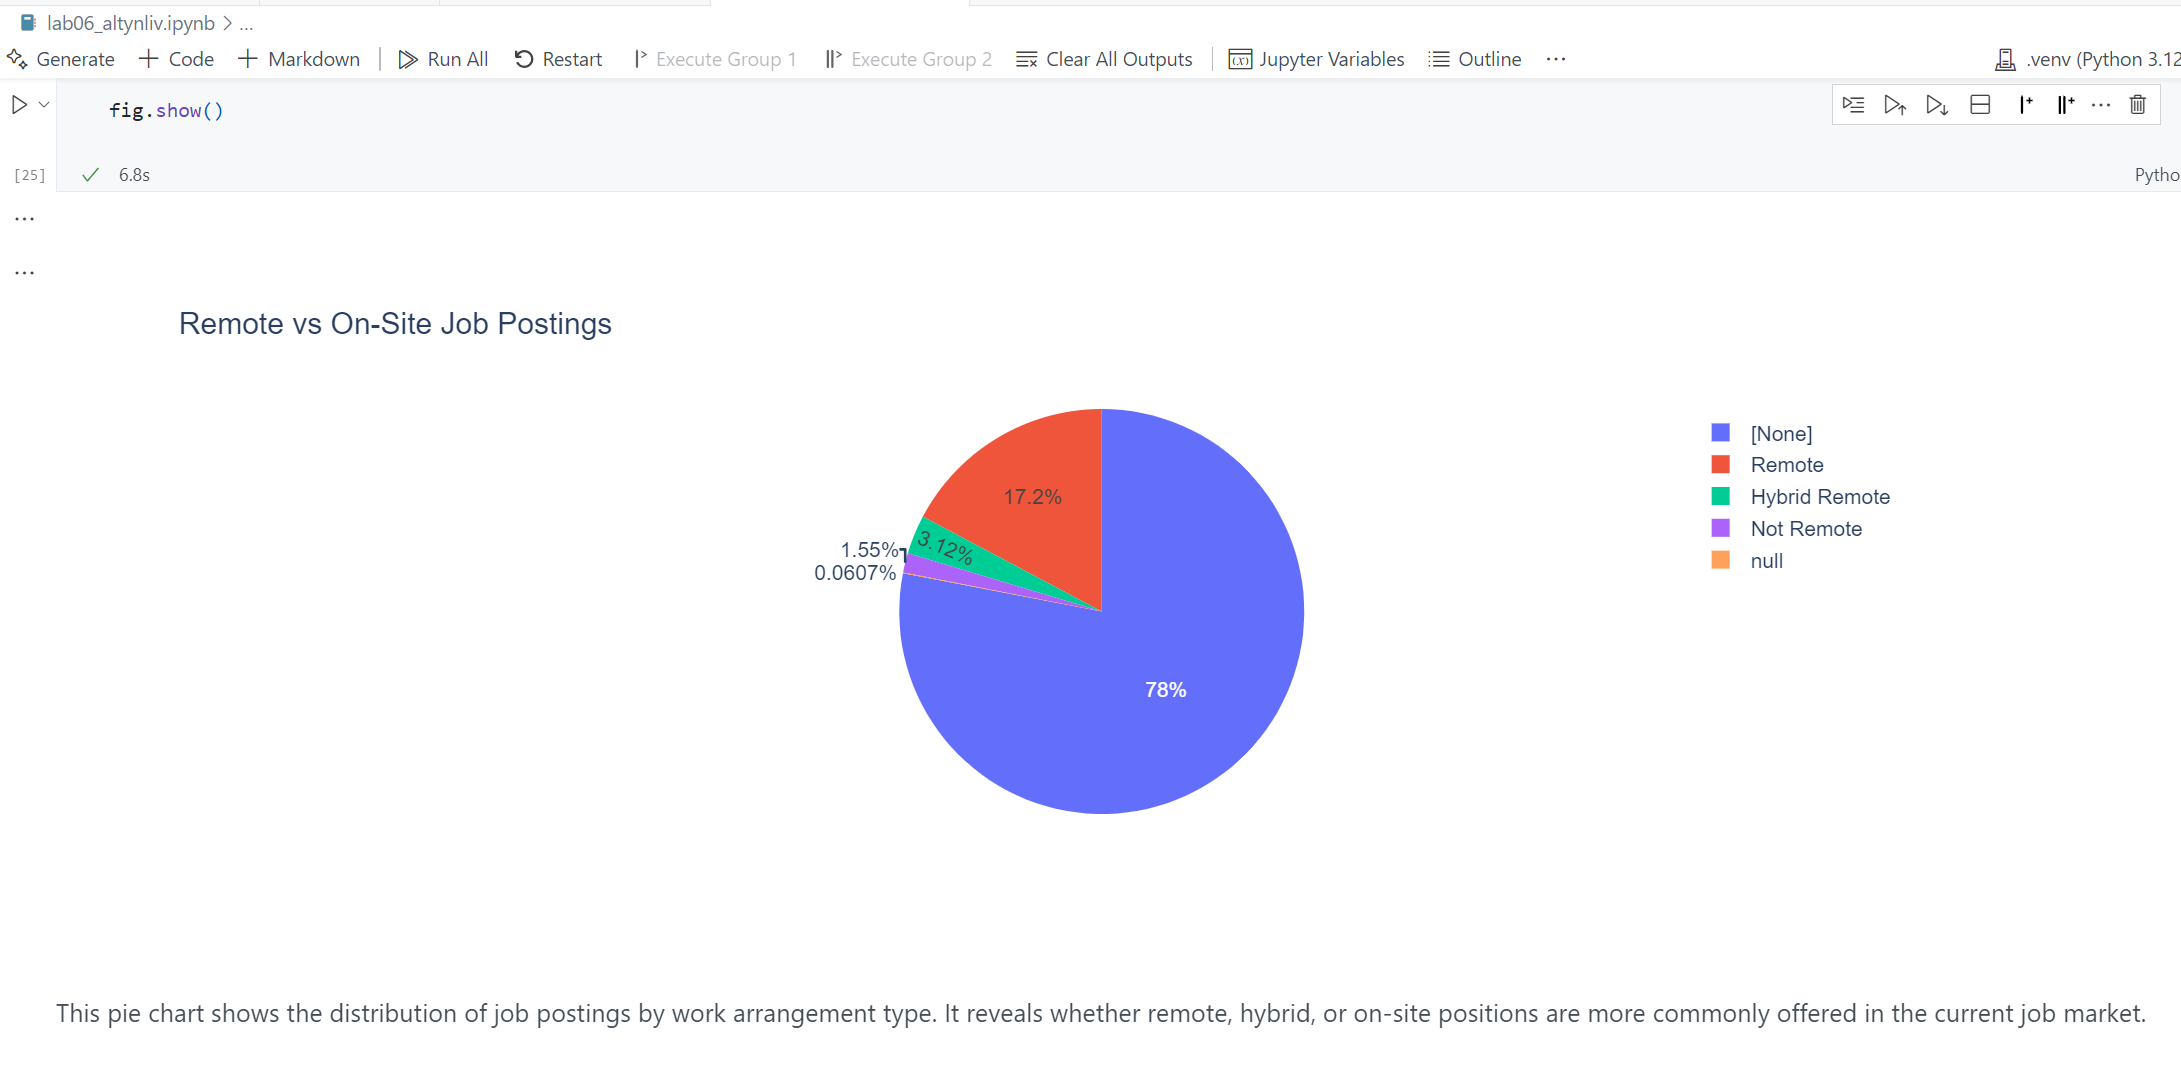 lab06_altynliv.ipynb > ...
Generate + Code + Markdown | Run All Restart Execute Group 1 Execute Group 2 Clear All Outputs | Jupyter Variables Outline ... .venv (Python 3.12
fig.show()
[25] 6.8s Pytho
...
...
Remote vs On-Site Job Postings
[None]
Remote
Hybrid Remote
Not Remote
null
17.2%
3.12%
1.55%
0.0607%
78%
This pie chart shows the distribution of job postings by work arrangement type. It reveals whether remote, hybrid, or on-site positions are more commonly offered in the current job market.